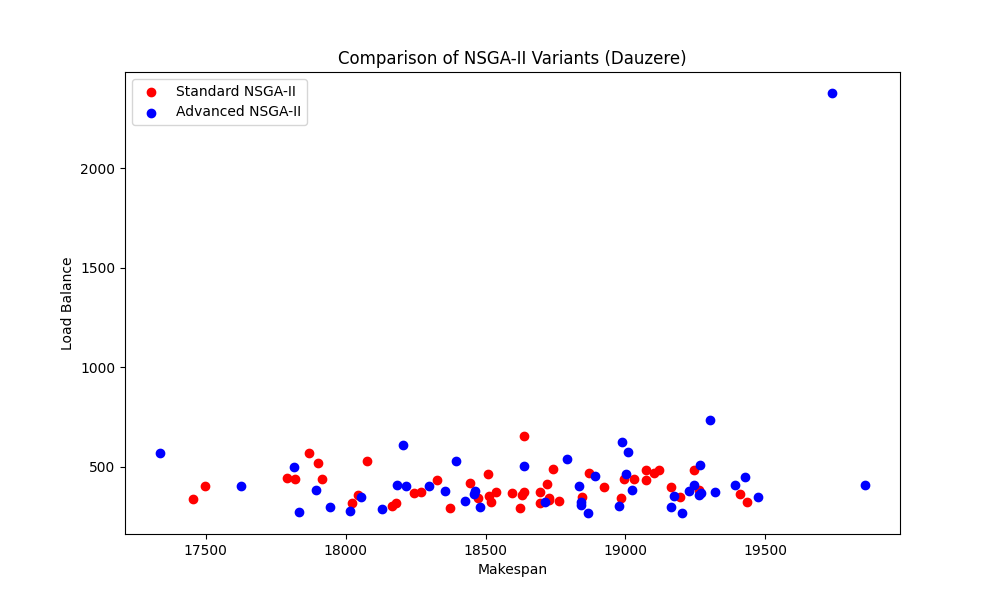 Comparison of NSGA-II Variants (Dauzere)
Standard NSGA-II
Advanced NSGA-II
Load Balance
2000
1500
1000
500
17500
18000
18500
19000
19500
Makespan